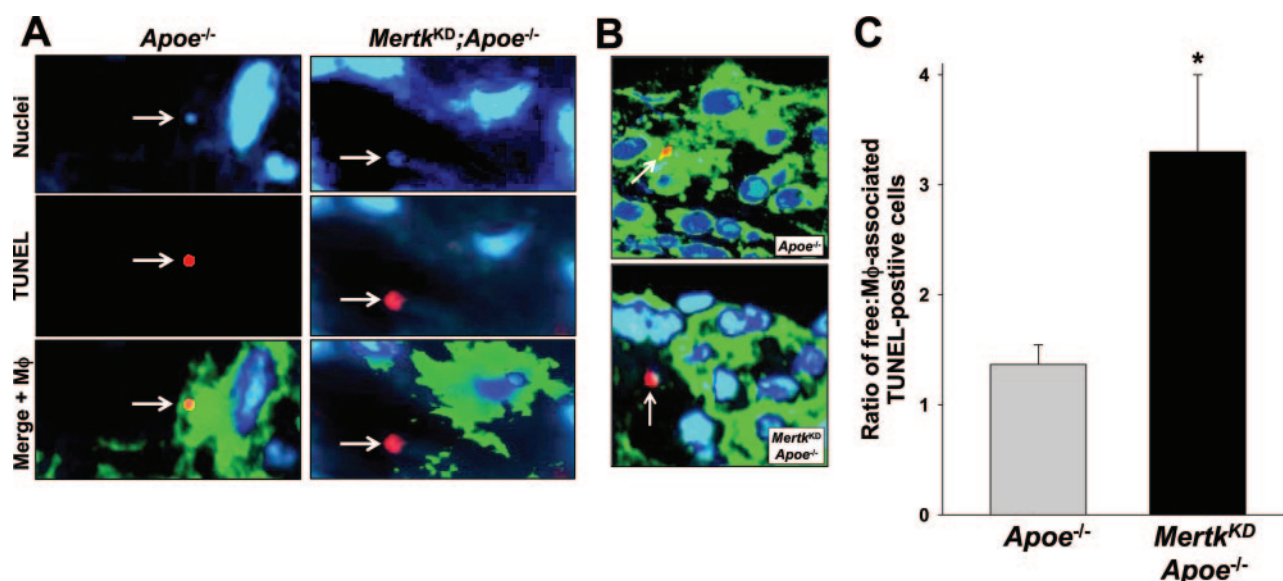 A
Apoe-/-
MertkKD;Apoe-/-
Nuclei
TUNEL
Merge + Mϕ
B
Apoe-/-
MertkKD
Apoe-/-
C
Ratio of free:Mϕ-associated
TUNEL-postiive cells
4
3
2
1
0
*
Apoe-/-
MertkKD
Apoe-/-